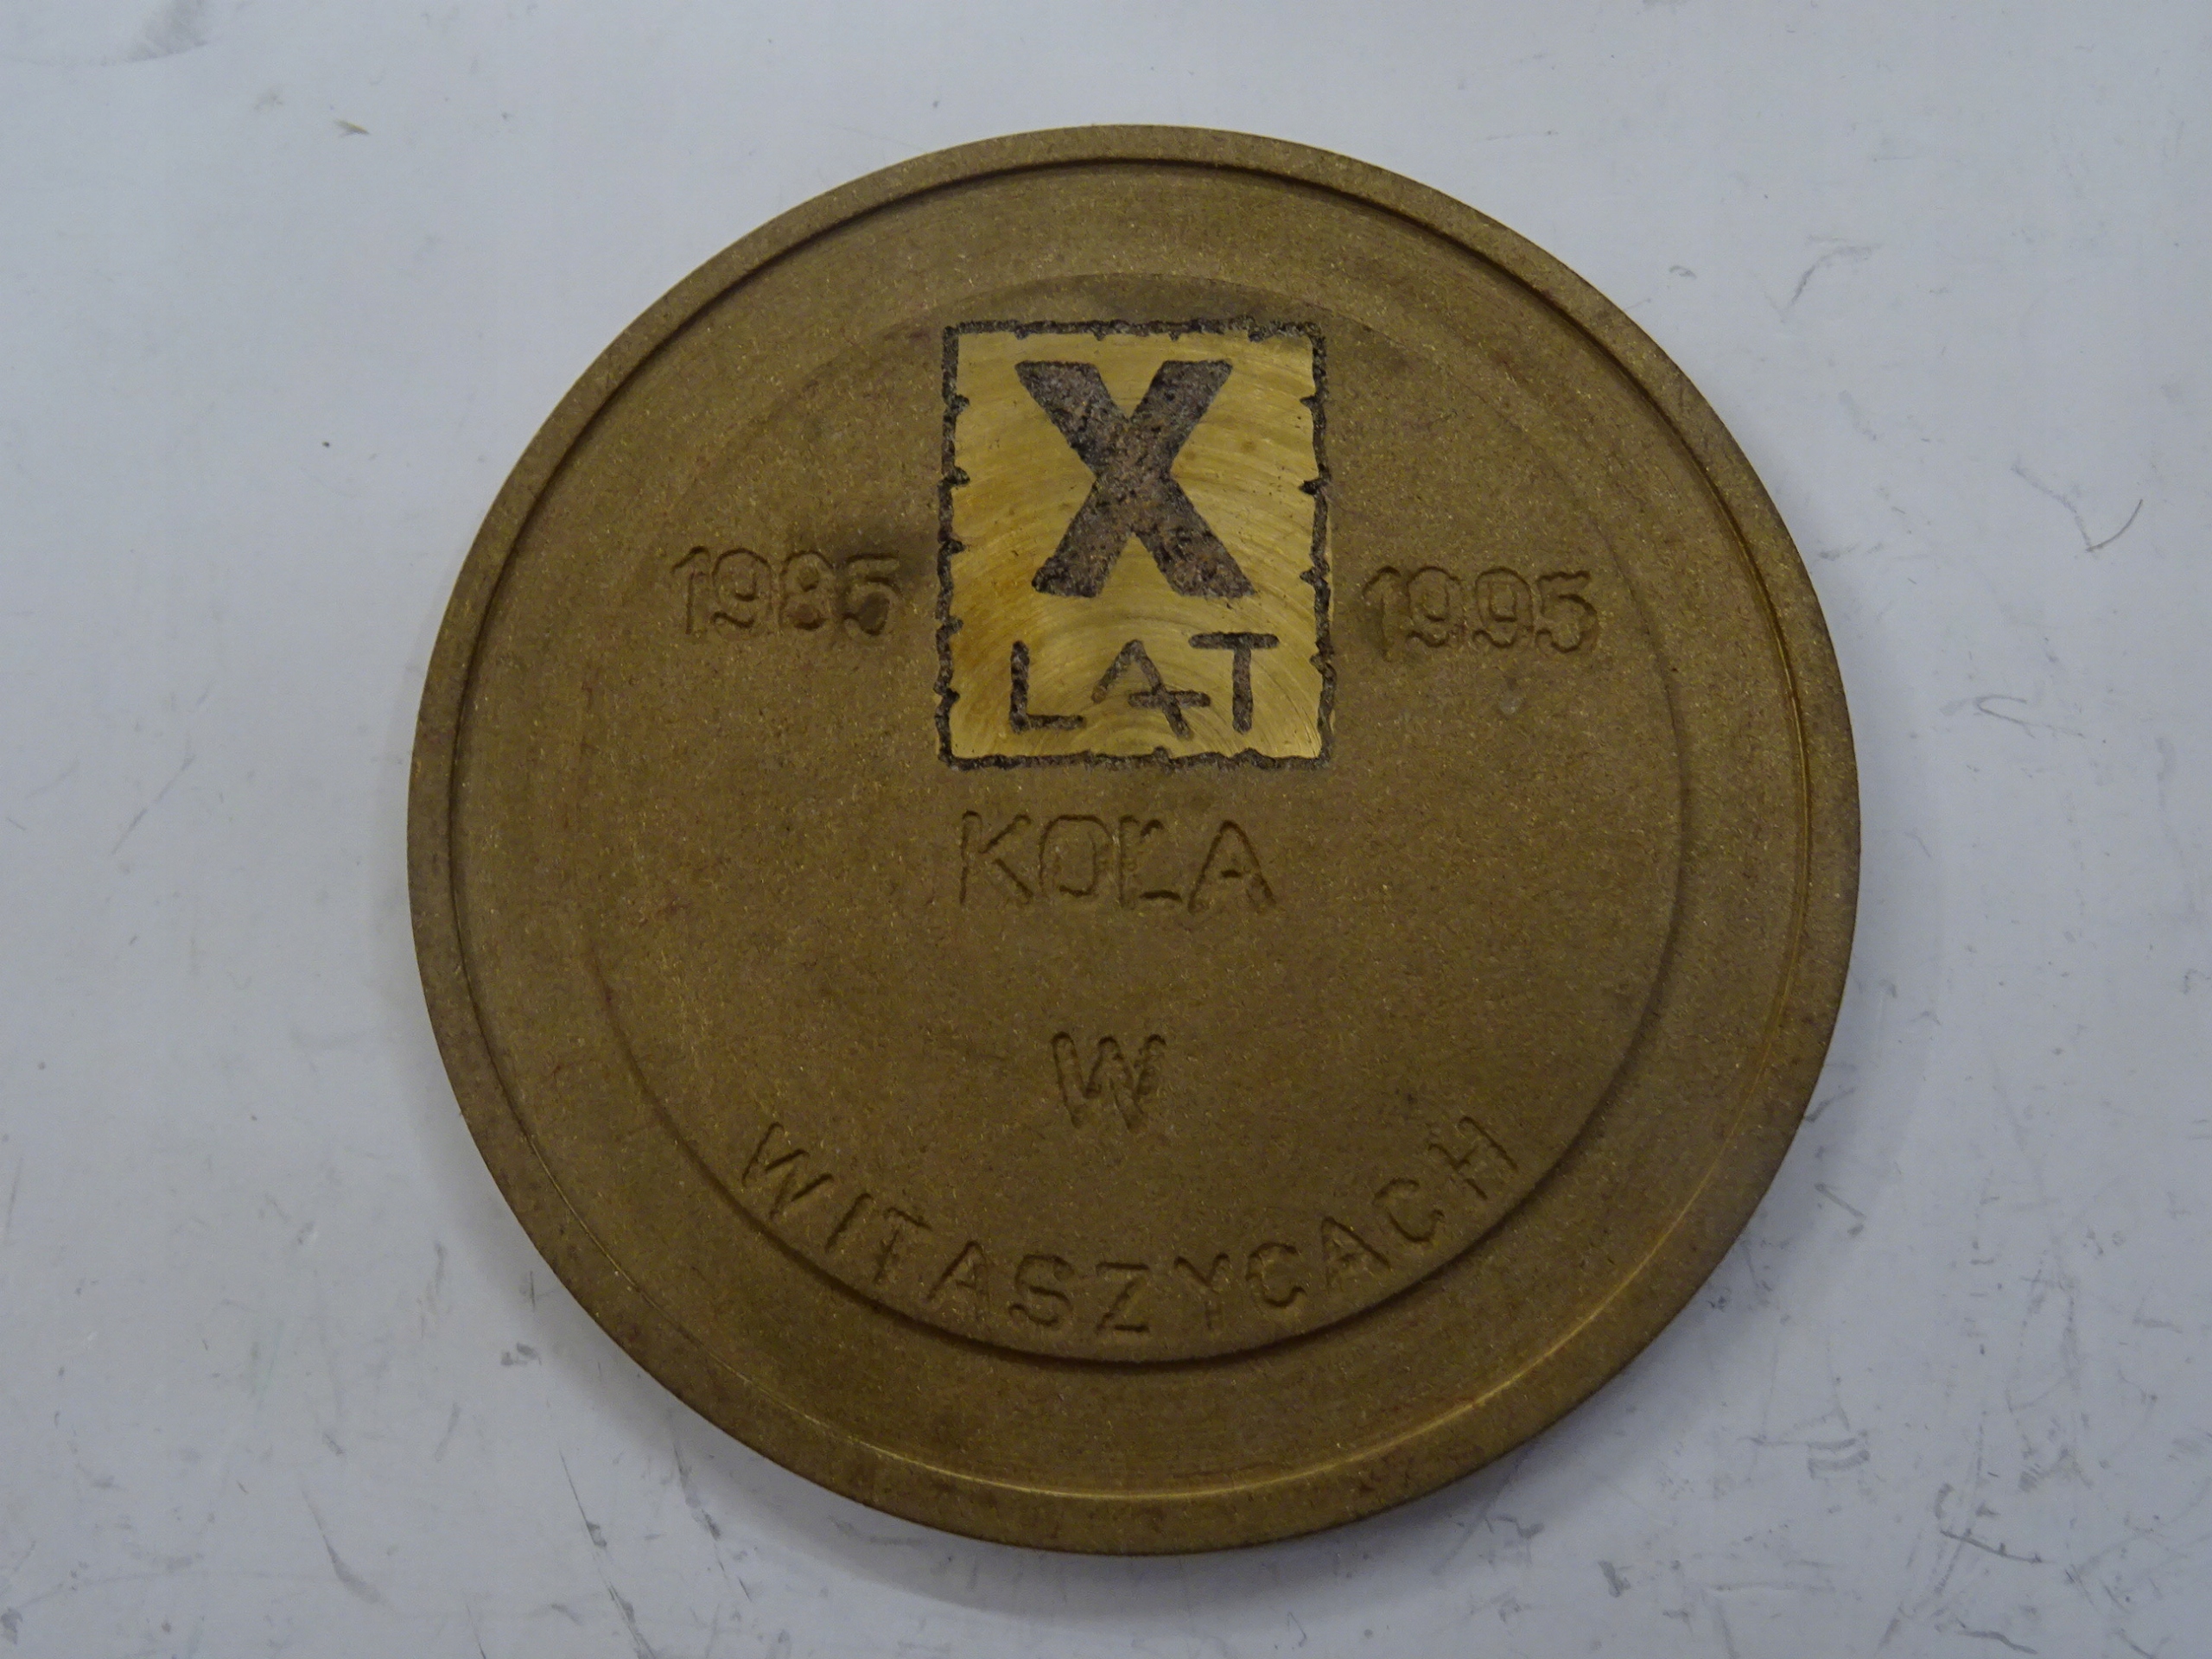 X
LAT
1985 1995
KOŁA
W
WITASZYCACH